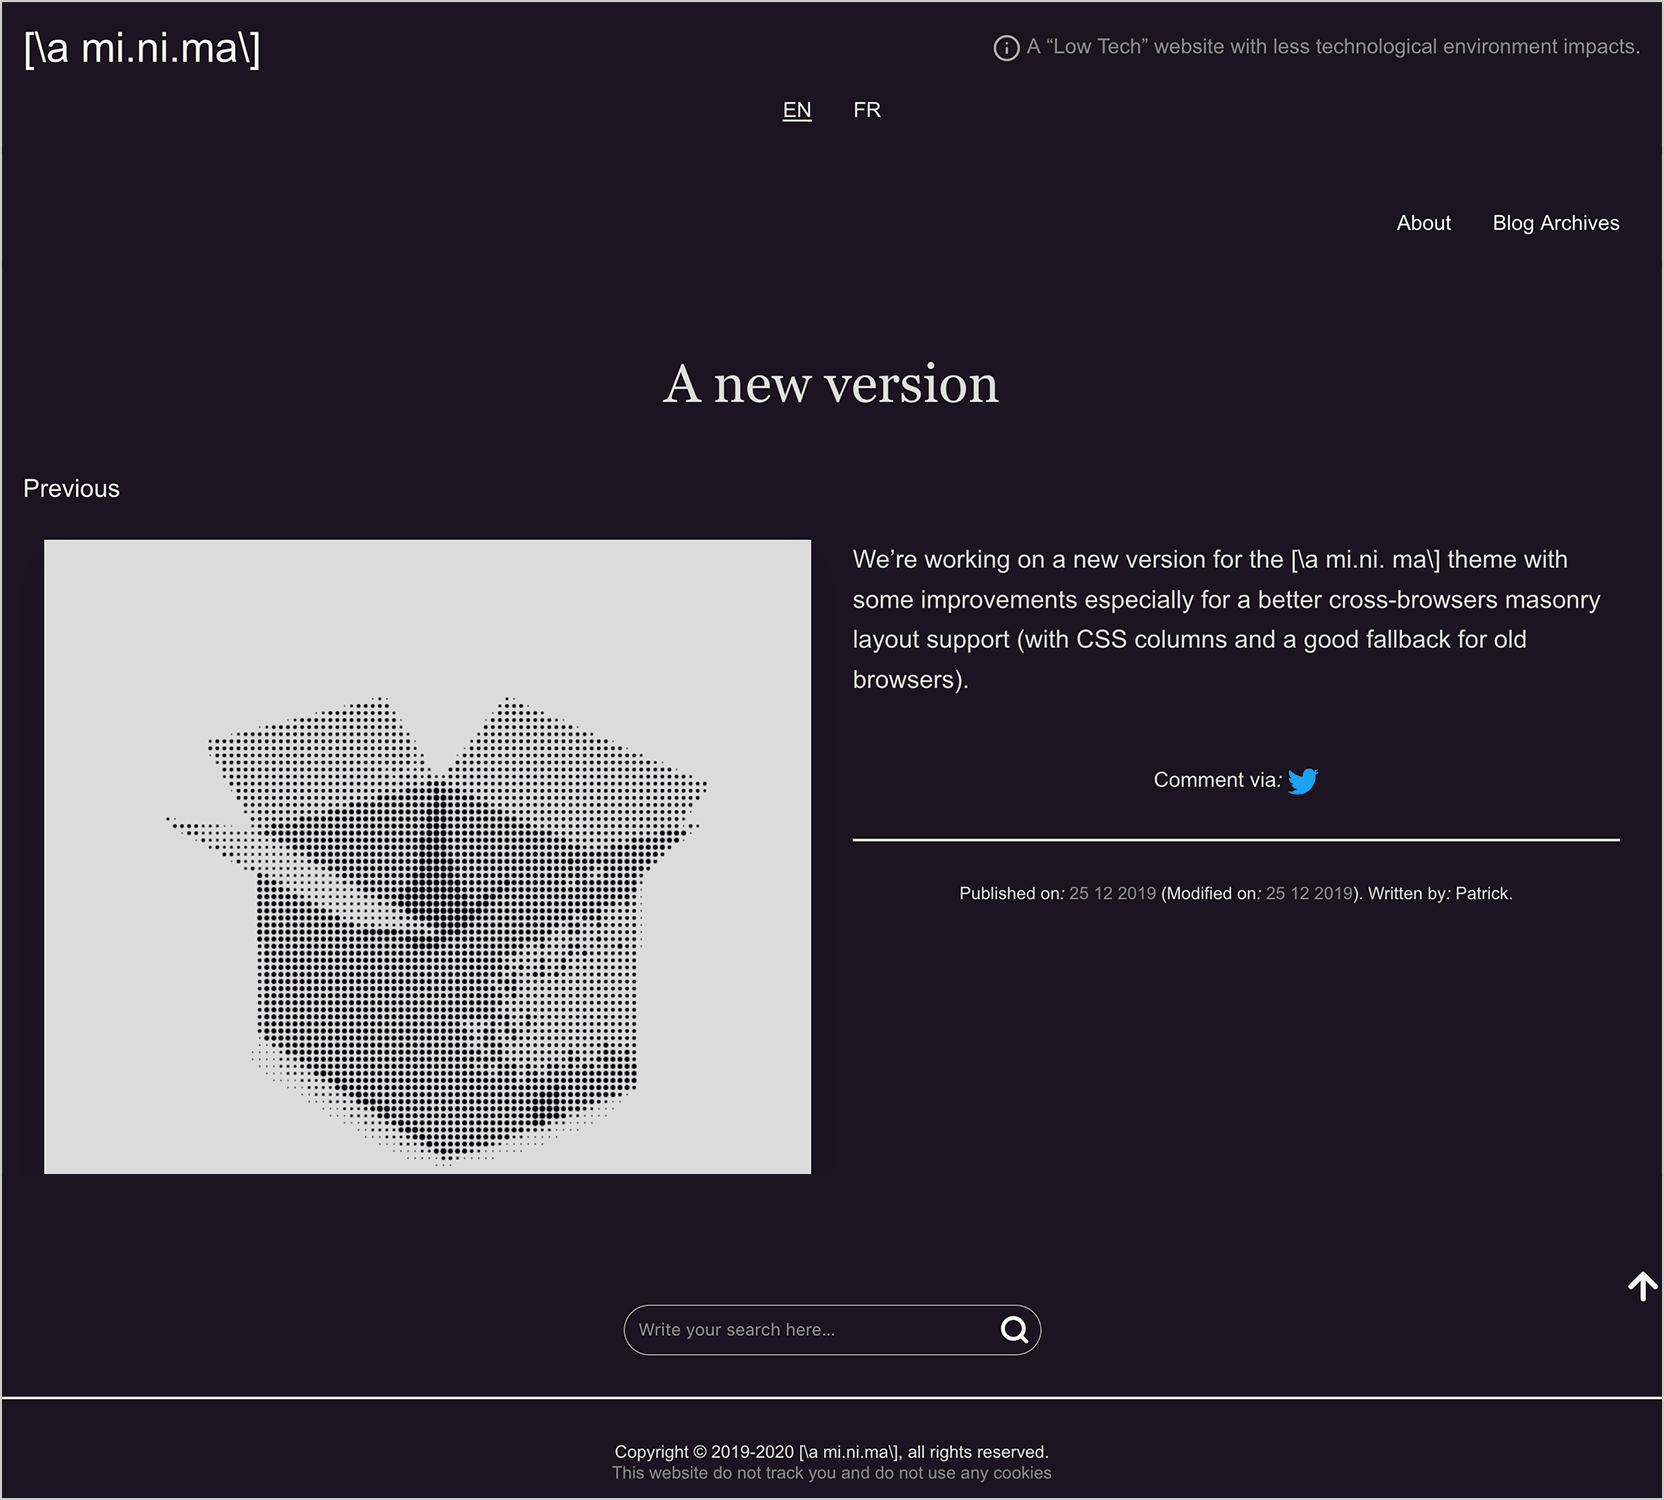 [\a mi.ni.ma\]
A “Low Tech” website with less technological environment impacts.
EN FR
About Blog Archives
A new version
Previous
We’re working on a new version for the [\a mi.ni. ma\] theme with
some improvements especially for a better cross-browsers masonry
layout support (with CSS columns and a good fallback for old
browsers).
Comment via:
Published on: 25 12 2019 (Modified on: 25 12 2019). Written by: Patrick.
Write your search here...
Copyright © 2019-2020 [\a mi.ni.ma\], all rights reserved.
This website do not track you and do not use any cookies